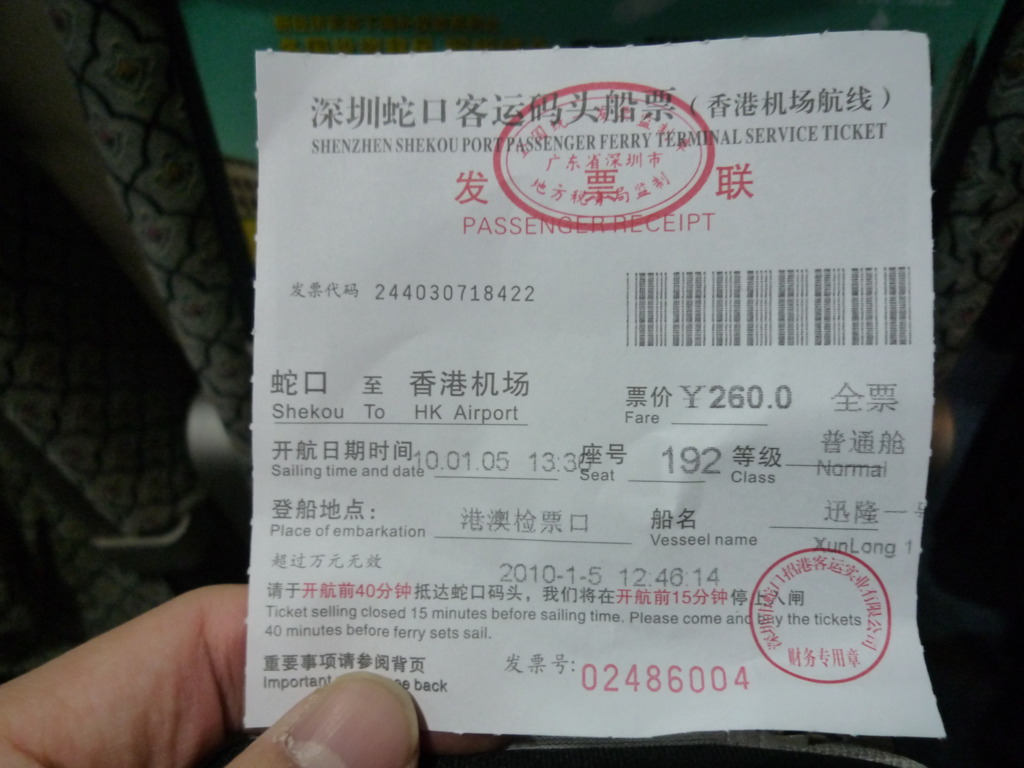 深圳蛇口客运码头船票（香港机场航线）
SHENZHEN SHEKOU PORT PASSENGER FERRY TERMINAL SERVICE TICKET
广东省深圳市
发 票 联
地方税务局监制
PASSENGER RECEIPT
发票代码 244030718422
蛇口 至 香港机场 票价 ￥260.0 全票
Shekou To HK Airport Fare
开航日期时间 10.01.05 13:30 座号 192 等级 普通舱
Sailing time and date Seat Class Normal
登船地点： 港澳检票口 船名 迅隆一号
Place of embarkation Vesseel name XunLong 1
超过万元无效 2010-1-5 12:46:14
请于开航前40分钟抵达蛇口码头，我们将在开航前15分钟停止入闸
Ticket selling closed 15 minutes before sailing time. Please come and buy the tickets
40 minutes before ferry sets sail.
重要事项请参阅背页 发票号: 02486004
Important back
财务专用章